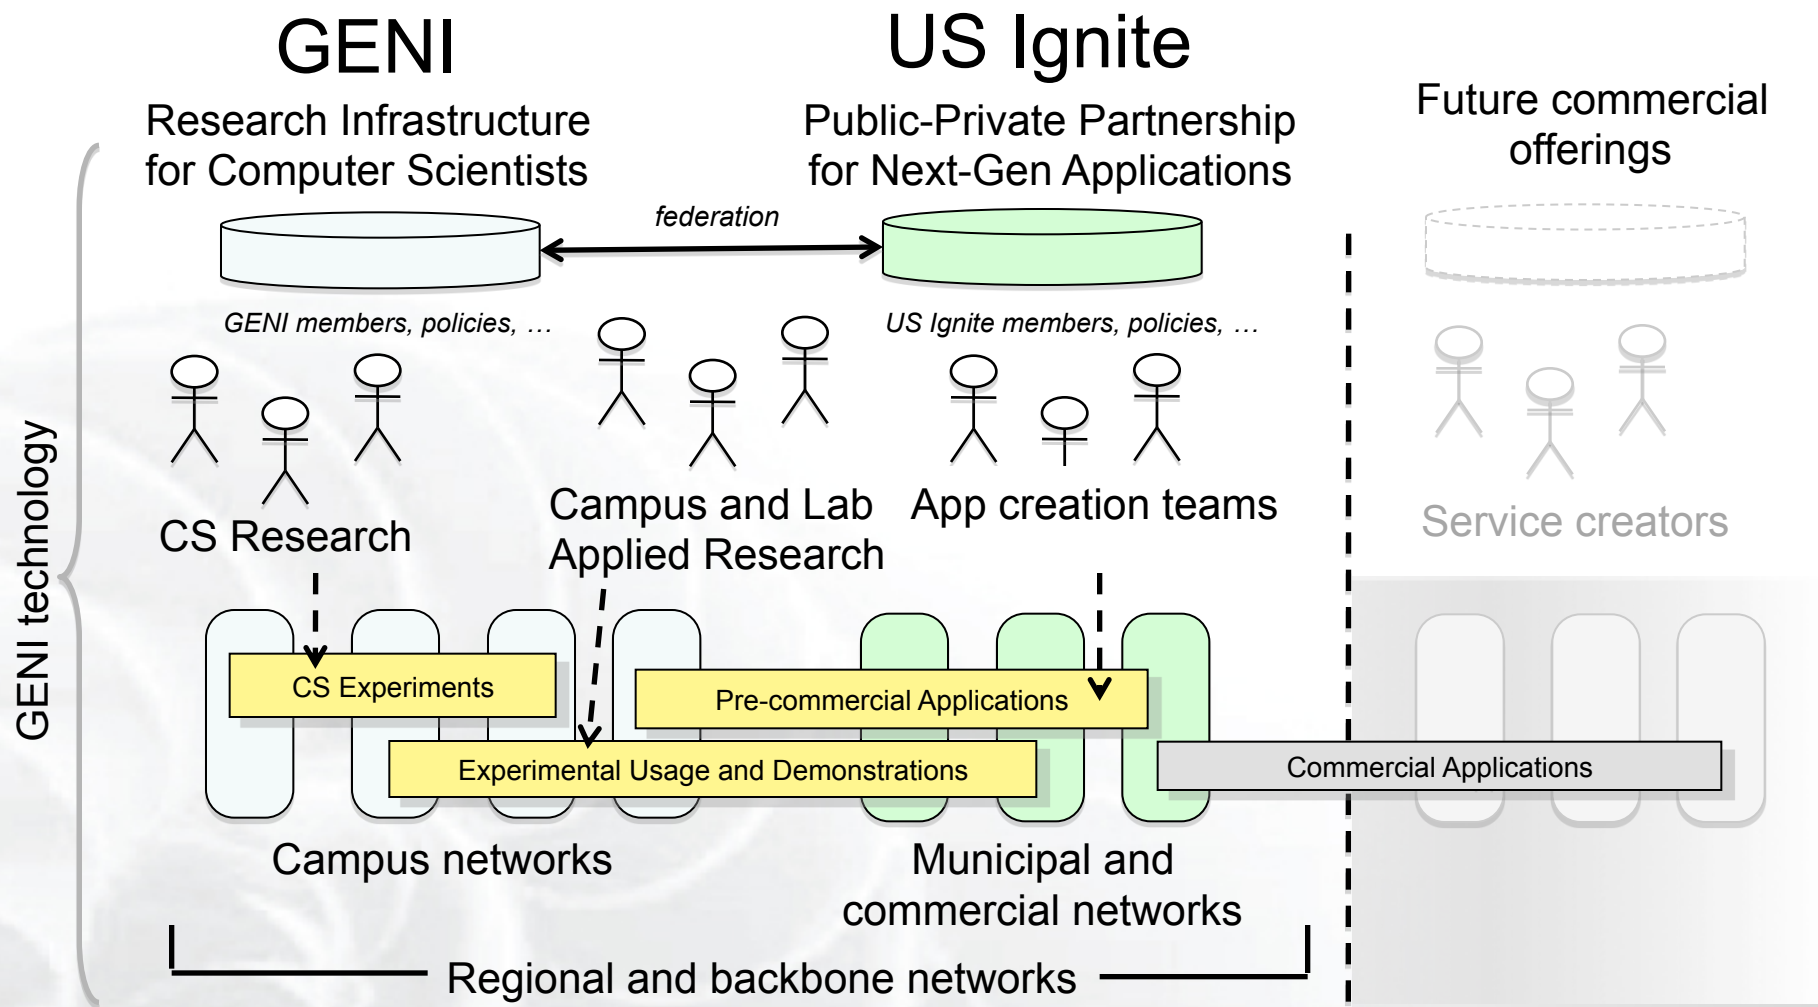 GENI
US Ignite
Research Infrastructure
for Computer Scientists
Public-Private Partnership
for Next-Gen Applications
Future commercial
offerings
federation
GENI members, policies, …
US Ignite members, policies, …
GENI technology
CS Research
Campus and Lab
Applied Research
App creation teams
Service creators
CS Experiments
Pre-commercial Applications
Experimental Usage and Demonstrations
Commercial Applications
Campus networks
Municipal and
commercial networks
Regional and backbone networks